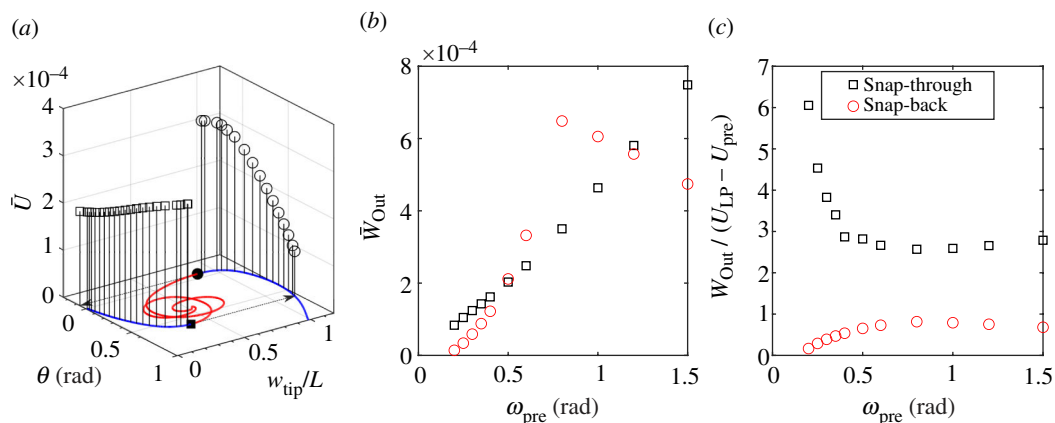 (a)
×10⁻⁴
4
3
2
1
0
Ū
0
0.5
1
θ (rad)
0
0.5
1
w_tip/L
(b)
×10⁻⁴
8
6
4
2
0
W̄_Out
0
0.5
1
1.5
ω_pre (rad)
(c)
7
6
5
4
3
2
1
0
W_Out / (U_LP – U_pre)
Snap-through
Snap-back
0
0.5
1
1.5
ω_pre (rad)